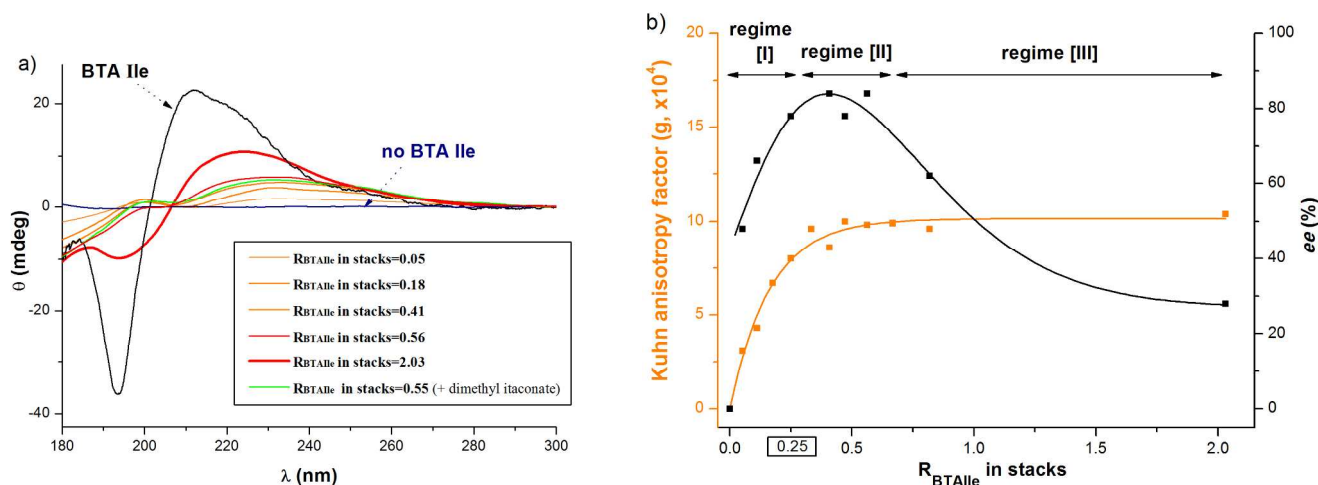 a)
BTA Ile
no BTA Ile
θ (mdeg)
20
0
-20
-40
180
200
220
240
260
280
300
λ (nm)
RBTAIle in stacks=0.05
RBTAIle in stacks=0.18
RBTAIle in stacks=0.41
RBTAIle in stacks=0.56
RBTAIle in stacks=2.03
RBTAIle in stacks=0.55 (+ dimethyl itaconate)
b)
regime
[I]
regime [II]
regime [III]
Kuhn anisotropy factor (g, x10⁴)
20
15
10
5
0
100
80
60
40
20
0
ee (%)
0.0
0.25
0.5
1.0
1.5
2.0
RBTAIle in stacks